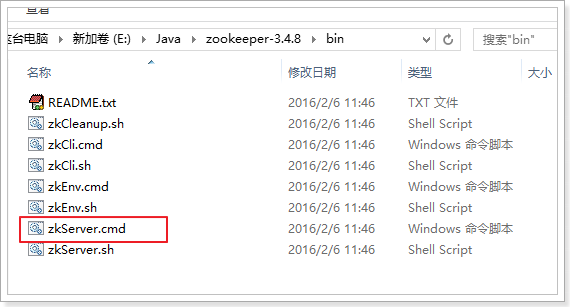 查看
这台电脑 > 新加卷 (E:) > Java > zookeeper-3.4.8 > bin 搜索"bin"
名称 修改日期 类型 大小
README.txt 2016/2/6 11:46 TXT 文件
zkCleanup.sh 2016/2/6 11:46 Shell Script
zkCli.cmd 2016/2/6 11:46 Windows 命令脚本
zkCli.sh 2016/2/6 11:46 Shell Script
zkEnv.cmd 2016/2/6 11:46 Windows 命令脚本
zkEnv.sh 2016/2/6 11:46 Shell Script
zkServer.cmd 2016/2/6 11:46 Windows 命令脚本
zkServer.sh 2016/2/6 11:46 Shell Script